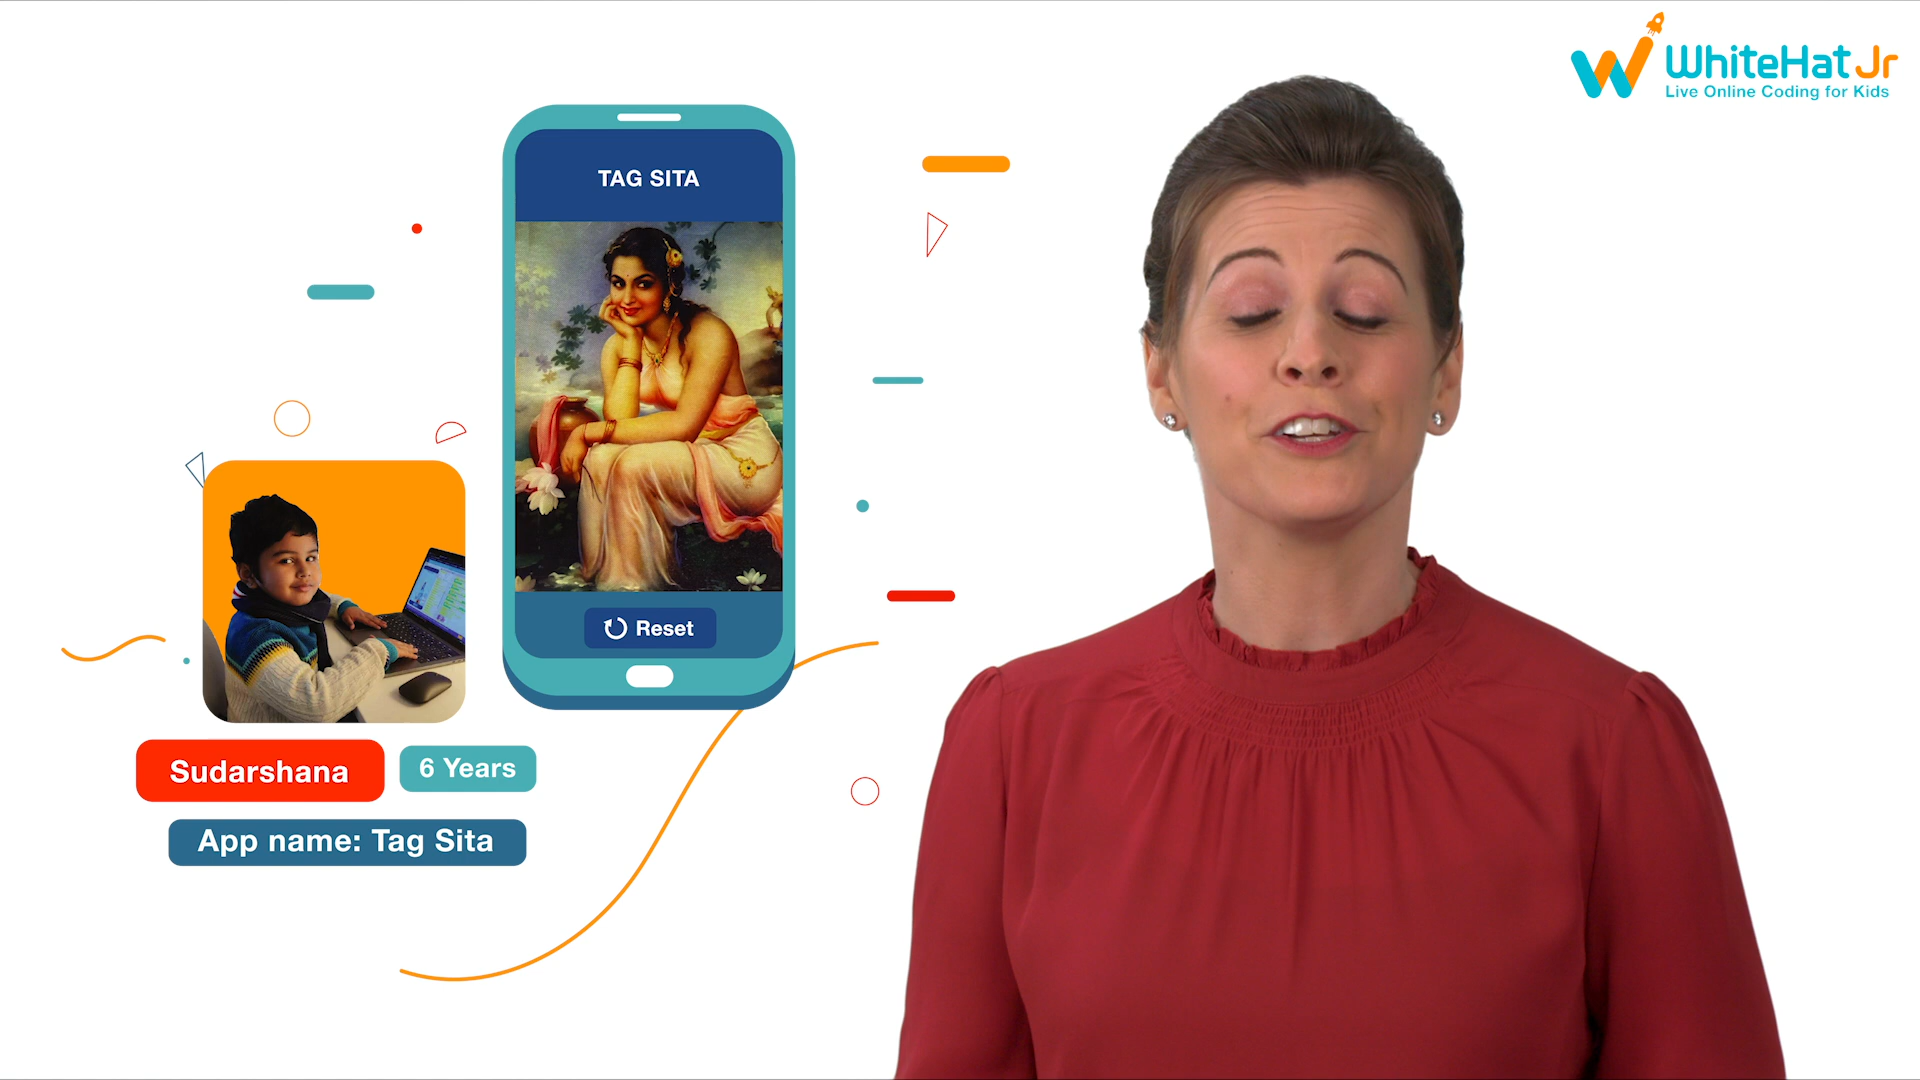 WhiteHat Jr
Live Online Coding for Kids
TAG SITA
Reset
Sudarshana
6 Years
App name: Tag Sita